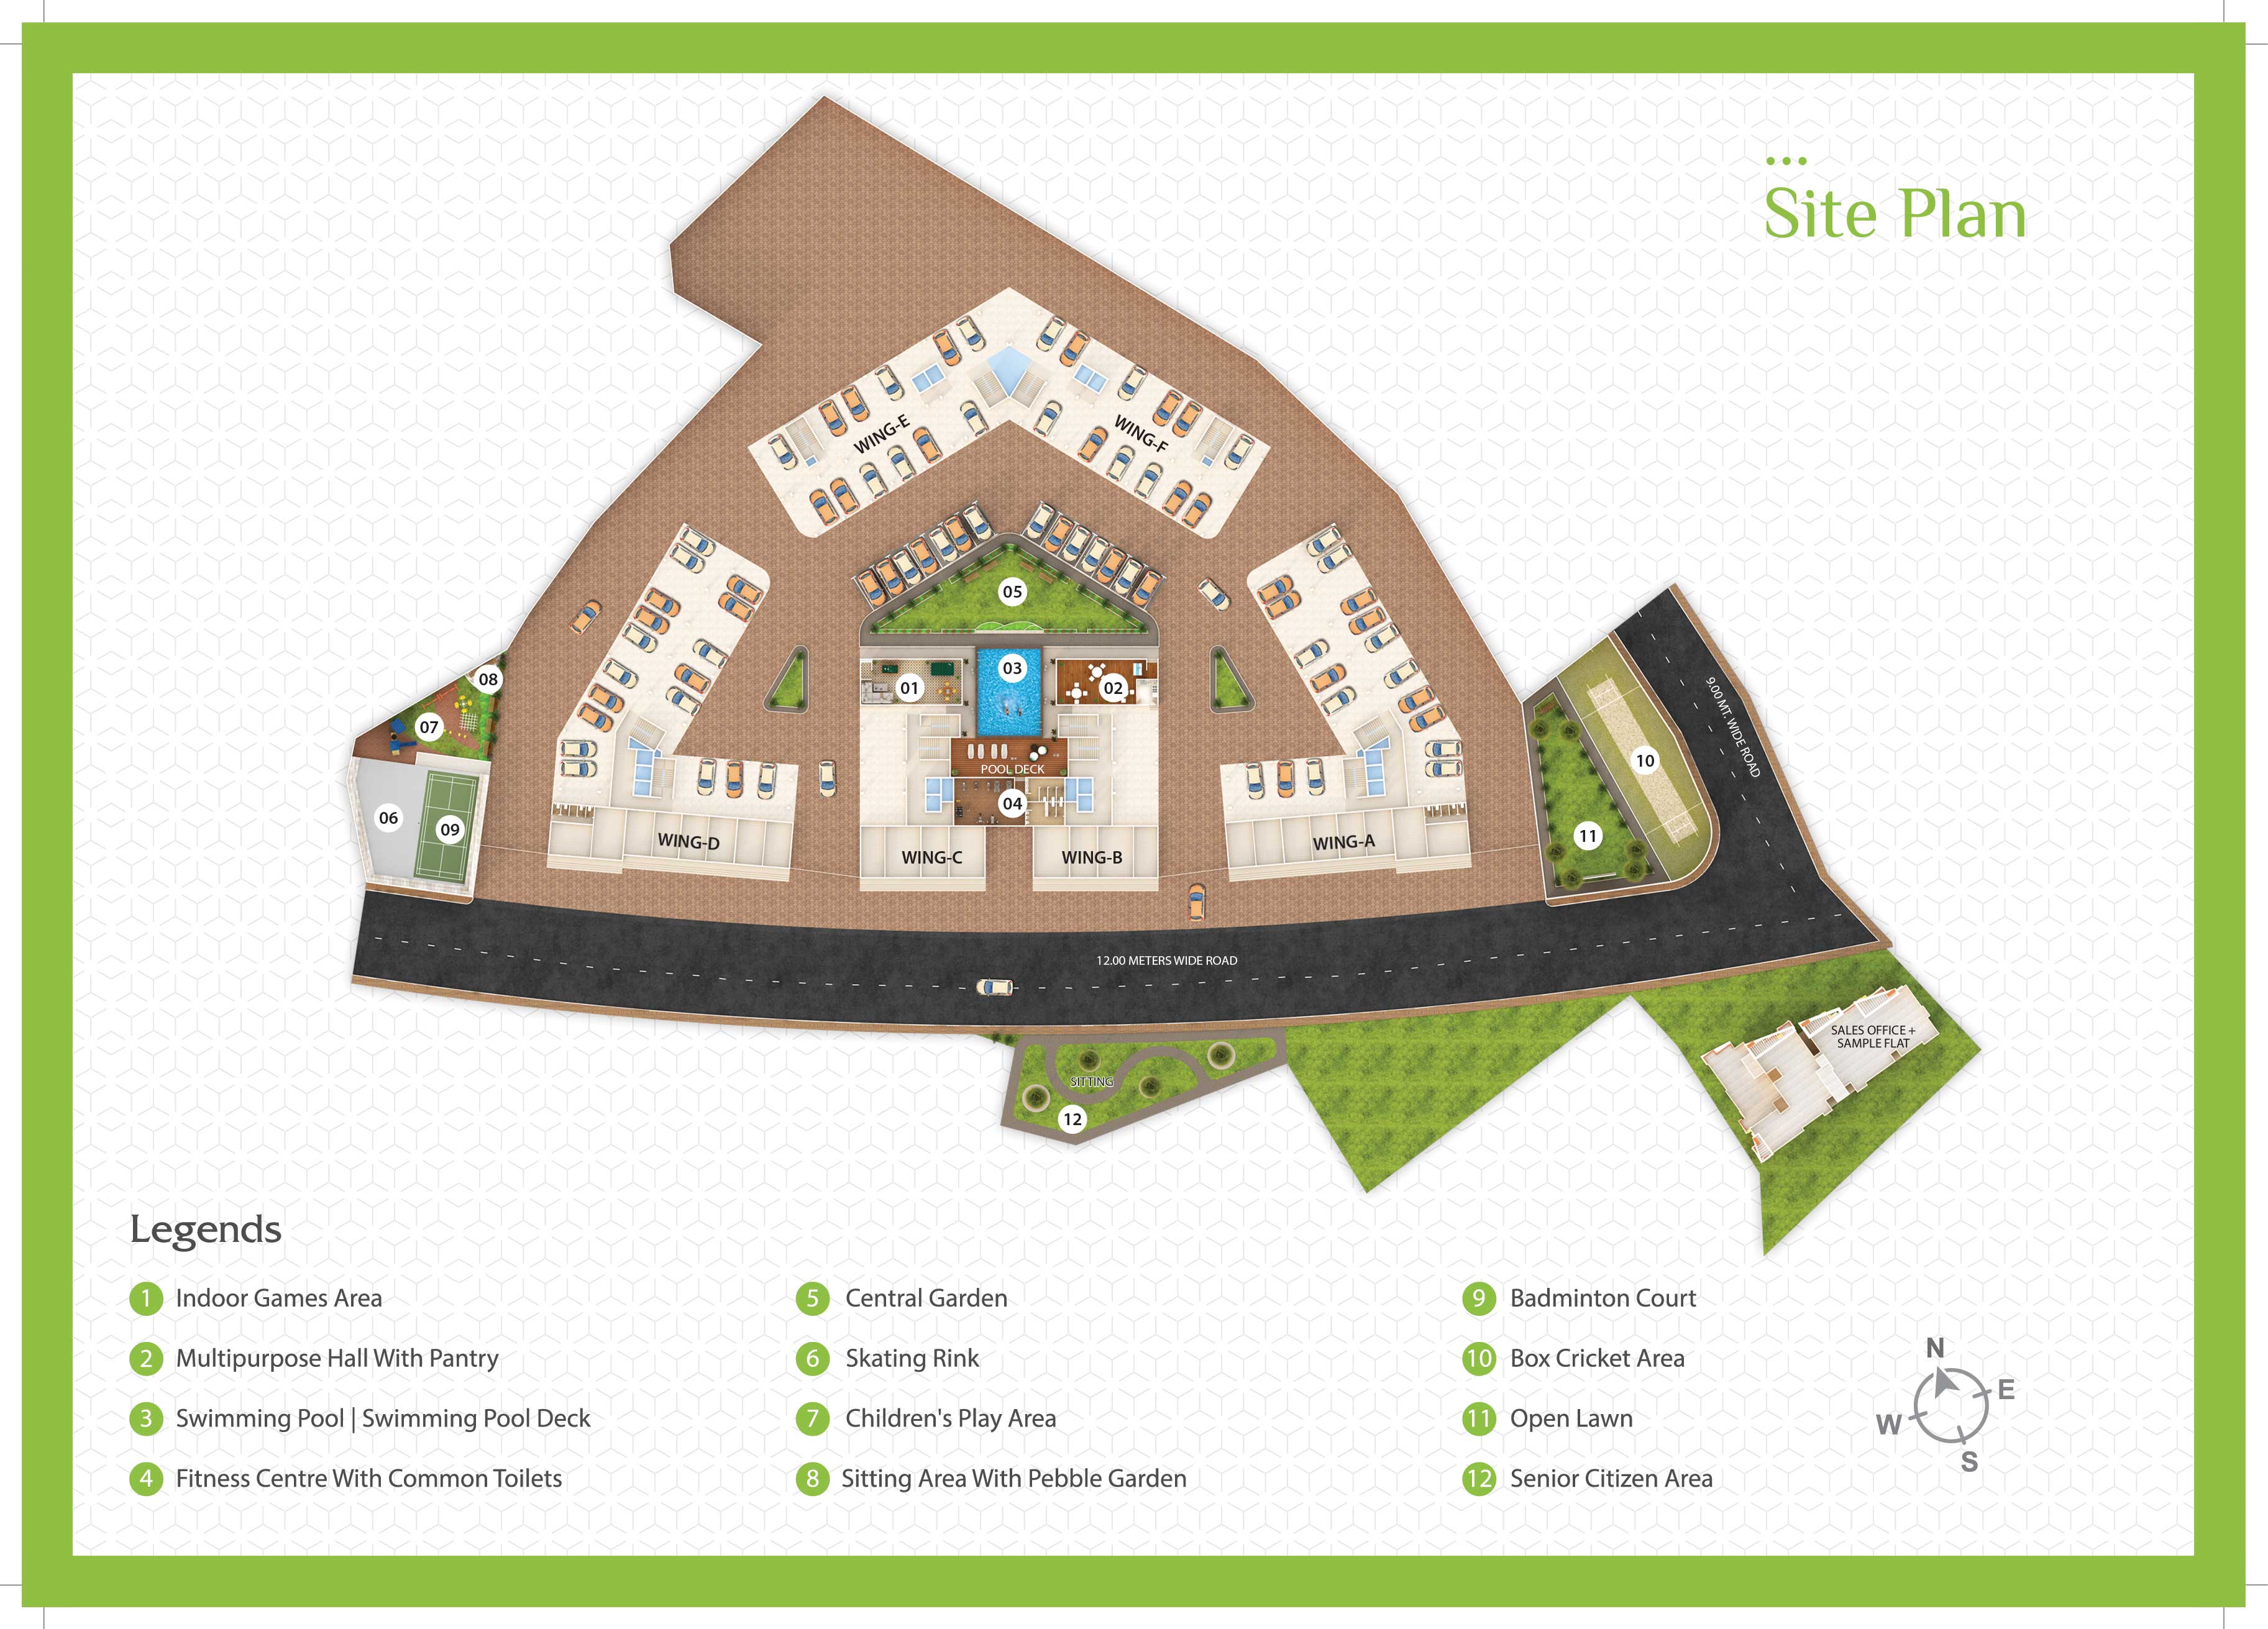 Site Plan
WING-E
WING-F
05
03
01
02
08
07
9.00 MT. WIDE ROAD
10
POOL DECK
04
06
09
11
WING-D
WING-C
WING-B
WING-A
12.00 METERS WIDE ROAD
SALES OFFICE +
SAMPLE FLAT
SITTING
12
Legends
1 Indoor Games Area
2 Multipurpose Hall With Pantry
3 Swimming Pool | Swimming Pool Deck
4 Fitness Centre With Common Toilets
5 Central Garden
6 Skating Rink
7 Children's Play Area
8 Sitting Area With Pebble Garden
9 Badminton Court
10 Box Cricket Area
11 Open Lawn
12 Senior Citizen Area
N
E
W
S